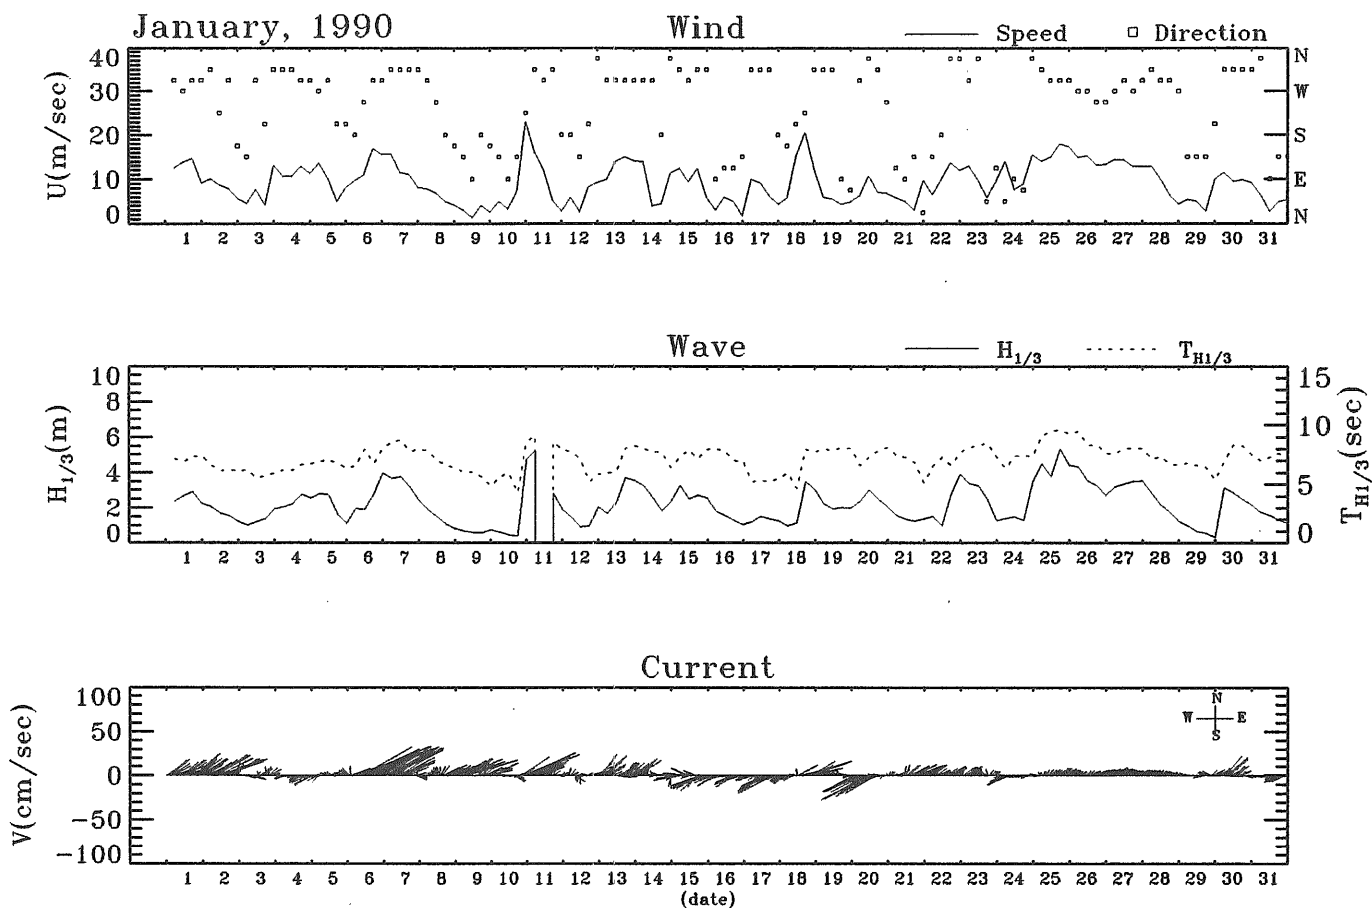 January, 1990
Wind
Speed
Direction
U(m/sec)
40
30
20
10
0
N
W
S
E
N
1 2 3 4 5 6 7 8 9 10 11 12 13 14 15 16 17 18 19 20 21 22 23 24 25 26 27 28 29 30 31
Wave
H1/3
TH1/3
H1/3(m)
10
8
6
4
2
0
15
10
5
0
TH1/3(sec)
1 2 3 4 5 6 7 8 9 10 11 12 13 14 15 16 17 18 19 20 21 22 23 24 25 26 27 28 29 30 31
Current
V(cm/sec)
100
50
0
-50
-100
N
W E
S
1 2 3 4 5 6 7 8 9 10 11 12 13 14 15 16 17 18 19 20 21 22 23 24 25 26 27 28 29 30 31
(date)